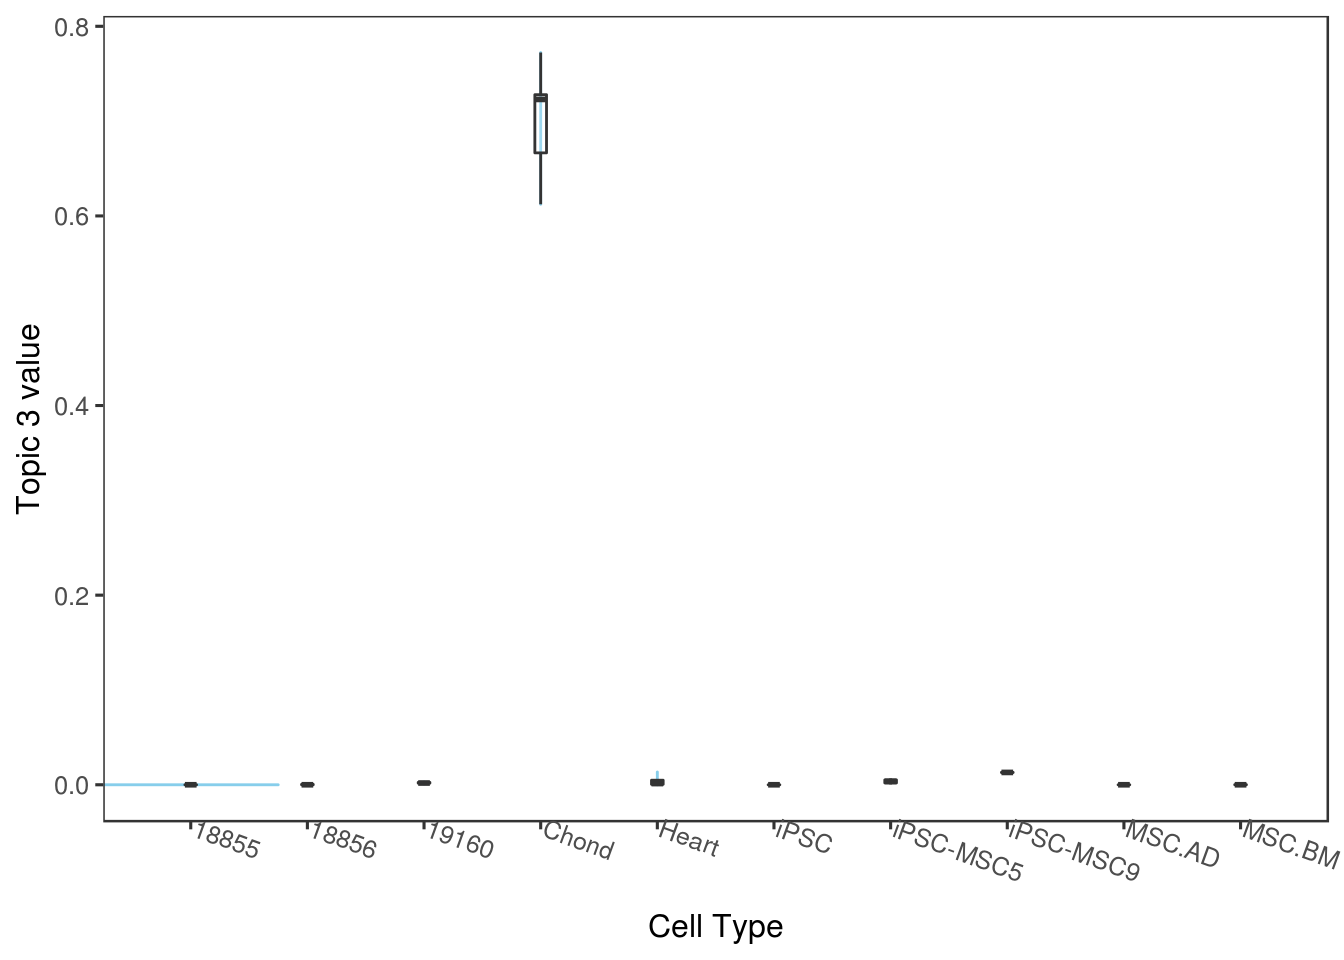 0.8
0.6
0.4
0.2
0.0
Topic 3 value
18855
18856
19160
Chond
Heart
iPSC
iPSC-MSC5
iPSC-MSC9
MSC.AD
MSC.BM
Cell Type